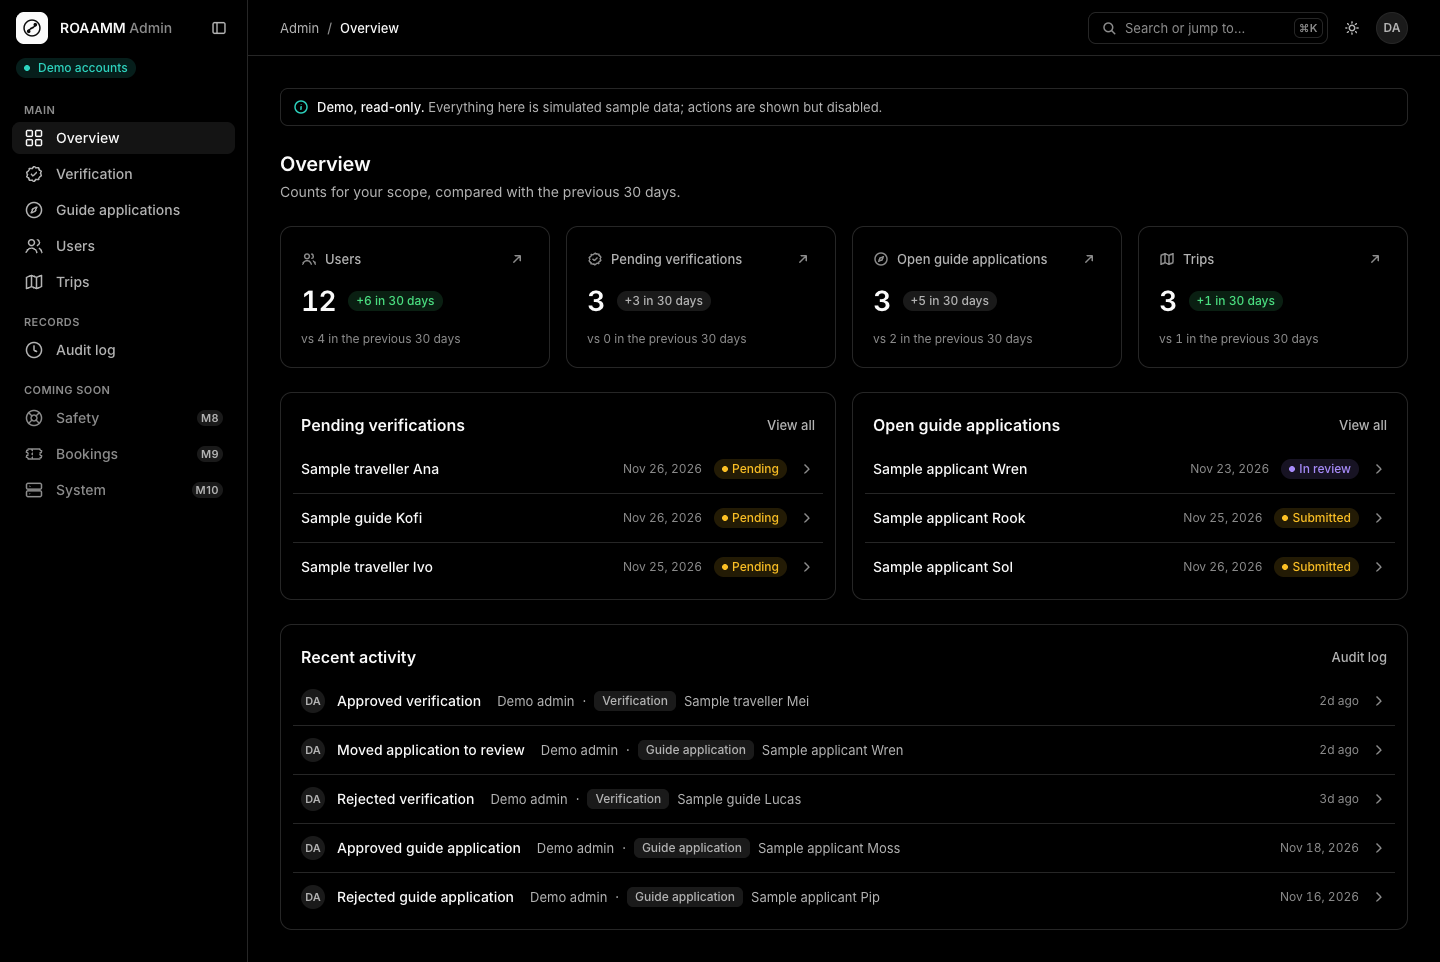 ROAAMM Admin
Demo accounts
MAIN
Overview
Verification
Guide applications
Users
Trips
RECORDS
Audit log
COMING SOON
Safety M8
Bookings M9
System M10
Admin / Overview
Search or jump to... ⌘K
DA
Demo, read-only. Everything here is simulated sample data; actions are shown but disabled.
Overview
Counts for your scope, compared with the previous 30 days.
Users
12 +6 in 30 days
vs 4 in the previous 30 days
Pending verifications
3 +3 in 30 days
vs 0 in the previous 30 days
Open guide applications
3 +5 in 30 days
vs 2 in the previous 30 days
Trips
3 +1 in 30 days
vs 1 in the previous 30 days
Pending verifications View all
Sample traveller Ana Nov 26, 2026 Pending
Sample guide Kofi Nov 26, 2026 Pending
Sample traveller Ivo Nov 25, 2026 Pending
Open guide applications View all
Sample applicant Wren Nov 23, 2026 In review
Sample applicant Rook Nov 25, 2026 Submitted
Sample applicant Sol Nov 26, 2026 Submitted
Recent activity Audit log
DA Approved verification Demo admin · Verification Sample traveller Mei 2d ago
DA Moved application to review Demo admin · Guide application Sample applicant Wren 2d ago
DA Rejected verification Demo admin · Verification Sample guide Lucas 3d ago
DA Approved guide application Demo admin · Guide application Sample applicant Moss Nov 18, 2026
DA Rejected guide application Demo admin · Guide application Sample applicant Pip Nov 16, 2026